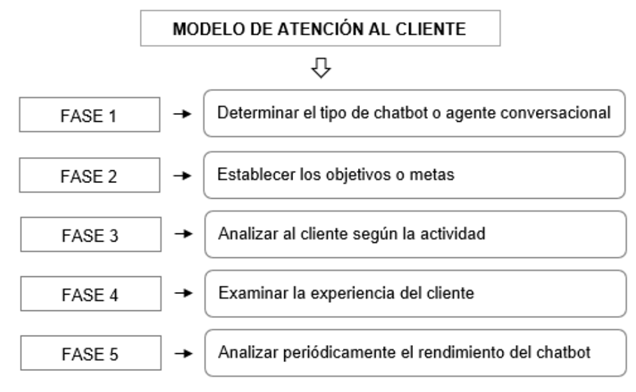 MODELO DE ATENCIÓN AL CLIENTE
FASE 1
Determinar el tipo de chatbot o agente conversacional
FASE 2
Establecer los objetivos o metas
FASE 3
Analizar al cliente según la actividad
FASE 4
Examinar la experiencia del cliente
FASE 5
Analizar periódicamente el rendimiento del chatbot